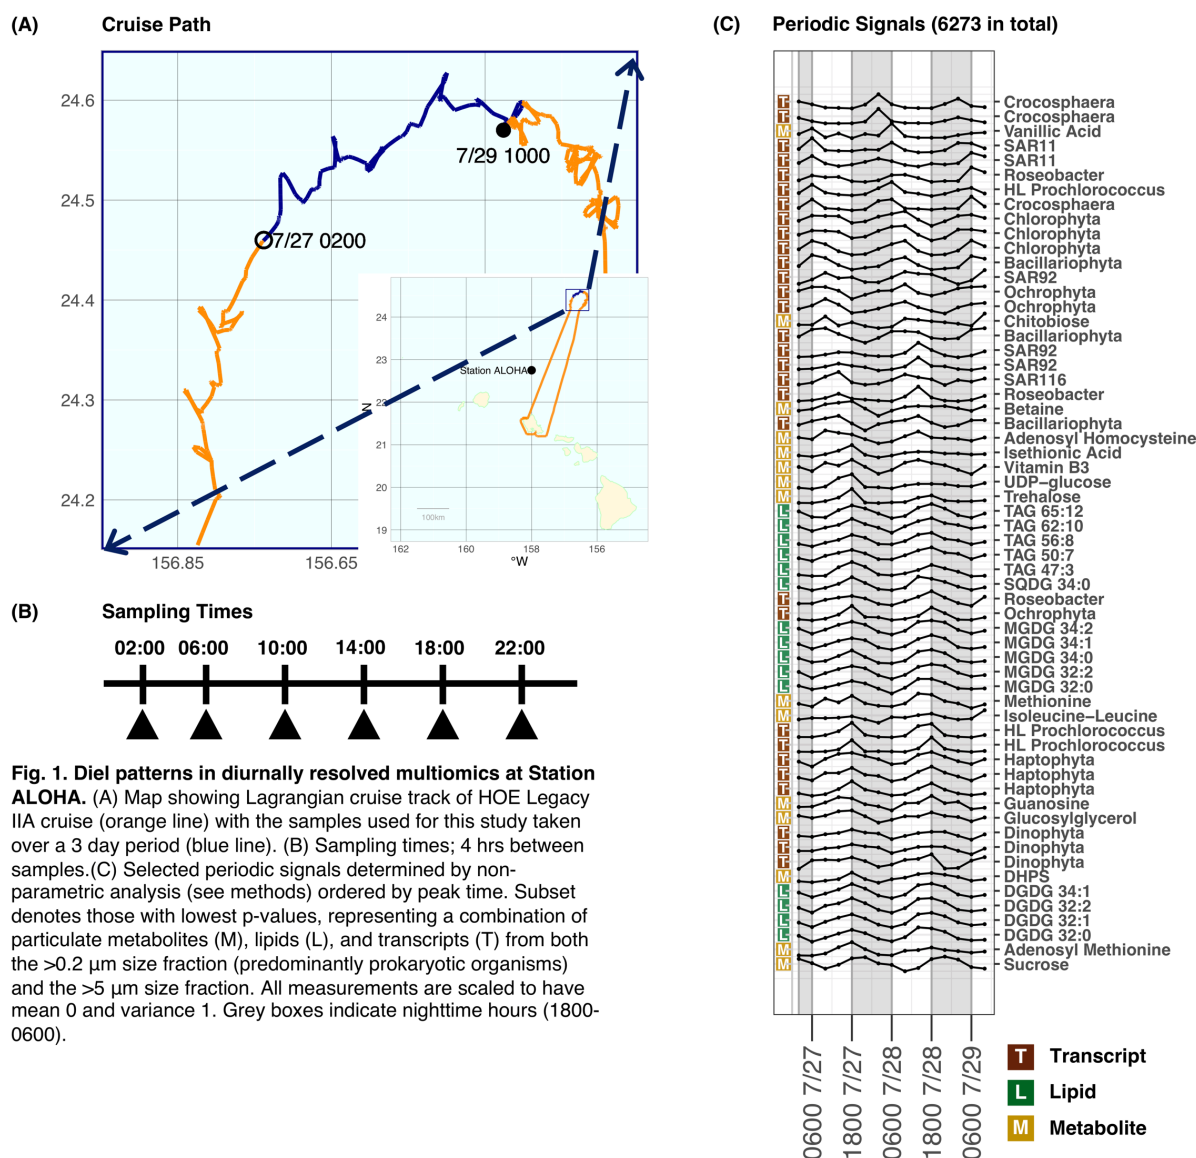 (A)
Cruise Path
24.6
24.5
24.4
24.3
24.2
156.85
156.65
7/29 1000
7/27 0200
N
24
23
22
21
20
19
Station ALOHA
100km
162
160
158
156
°W
(B)
Sampling Times
02:00 06:00 10:00 14:00 18:00 22:00
Fig. 1. Diel patterns in diurnally resolved multiomics at Station
ALOHA. (A) Map showing Lagrangian cruise track of HOE Legacy
IIA cruise (orange line) with the samples used for this study taken
over a 3 day period (blue line). (B) Sampling times; 4 hrs between
samples.(C) Selected periodic signals determined by non-
parametric analysis (see methods) ordered by peak time. Subset
denotes those with lowest p-values, representing a combination of
particulate metabolites (M), lipids (L), and transcripts (T) from both
the >0.2 μm size fraction (predominantly prokaryotic organisms)
and the >5 μm size fraction. All measurements are scaled to have
mean 0 and variance 1. Grey boxes indicate nighttime hours (1800-
0600).
(C)
Periodic Signals (6273 in total)
T Crocosphaera
T Crocosphaera
M Vanillic Acid
T SAR11
T SAR11
T Roseobacter
T HL Prochlorococcus
T Crocosphaera
T Chlorophyta
T Chlorophyta
T Chlorophyta
T Bacillariophyta
T SAR92
T Ochrophyta
T Ochrophyta
M Chitobiose
T Bacillariophyta
T SAR92
T SAR92
T SAR116
T Roseobacter
M Betaine
T Bacillariophyta
M Adenosyl Homocysteine
M Isethionic Acid
M Vitamin B3
M UDP−glucose
M Trehalose
L TAG 65:12
L TAG 62:10
L TAG 56:8
L TAG 50:7
L TAG 47:3
L SQDG 34:0
T Roseobacter
T Ochrophyta
L MGDG 34:2
L MGDG 34:1
L MGDG 34:0
L MGDG 32:2
L MGDG 32:0
M Methionine
M Isoleucine−Leucine
T HL Prochlorococcus
T HL Prochlorococcus
T Haptophyta
T Haptophyta
T Haptophyta
M Guanosine
M Glucosylglycerol
T Dinophyta
T Dinophyta
T Dinophyta
M DHPS
L DGDG 34:1
L DGDG 32:2
L DGDG 32:1
L DGDG 32:0
M Adenosyl Methionine
M Sucrose
0600 7/27
1800 7/27
0600 7/28
1800 7/28
0600 7/29
T Transcript
L Lipid
M Metabolite